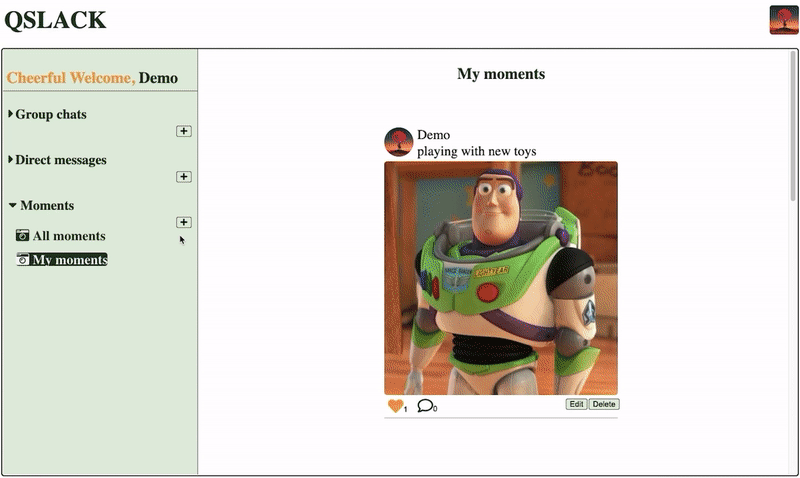 QSLACK
Cheerful Welcome, Demo
Group chats
+
Direct messages
+
Moments
+
All moments
My moments
My moments
Demo
playing with new toys
1
0
Edit
Delete